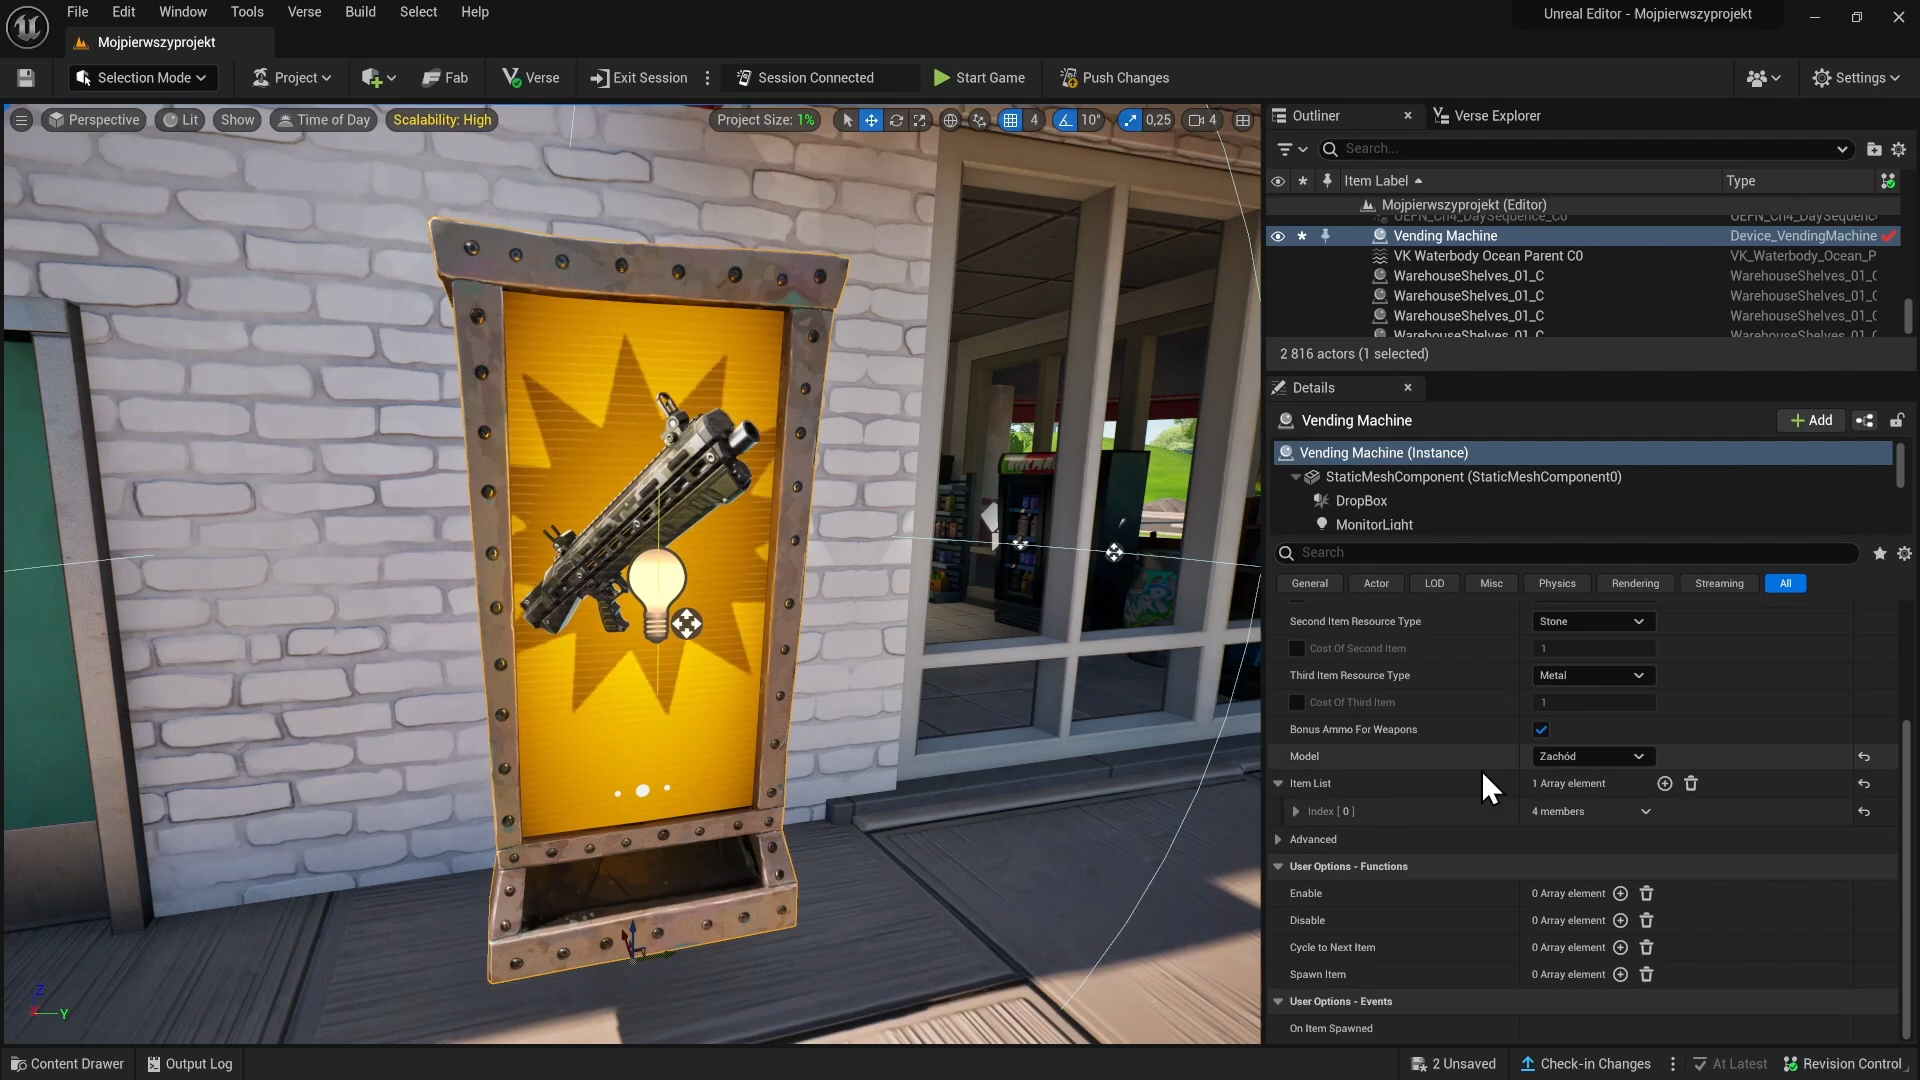 File Edit Window Tools Verse Build Select Help
Unreal Editor - Mojpierwszyprojekt
Mojpierwszyprojekt
Selection Mode Project Fab Verse Exit Session Session Connected Start Game Push Changes Settings
Perspective Lit Show Time of Day Scalability: High Project Size: 1% 4 10° 0,25 4
Outliner Verse Explorer
Search...
Item Label Type
Mojpierwszyprojekt (Editor)
UEFN_Ch4_DaySequence_C0 UEFN_Ch4_DaySequenc
Vending Machine Device_VendingMachine
VK Waterbody Ocean Parent C0 VK_Waterbody_Ocean_P
WarehouseShelves_01_C WarehouseShelves_01_C
WarehouseShelves_01_C WarehouseShelves_01_C
WarehouseShelves_01_C WarehouseShelves_01_C
WarehouseShelves_01_C WarehouseShelves_01_C
2 816 actors (1 selected)
Details
Vending Machine Add
Vending Machine (Instance)
StaticMeshComponent (StaticMeshComponent0)
DropBox
MonitorLight
Search
General Actor LOD Misc Physics Rendering Streaming All
Second Item Resource Type Stone
Cost Of Second Item 1
Third Item Resource Type Metal
Cost Of Third Item 1
Bonus Ammo For Weapons
Model Zachód
Item List 1 Array element
Index [ 0 ] 4 members
Advanced
User Options - Functions
Enable 0 Array element
Disable 0 Array element
Cycle to Next Item 0 Array element
Spawn Item 0 Array element
User Options - Events
On Item Spawned
Z
X
Y
Content Drawer Output Log 2 Unsaved Check-in Changes At Latest Revision Control